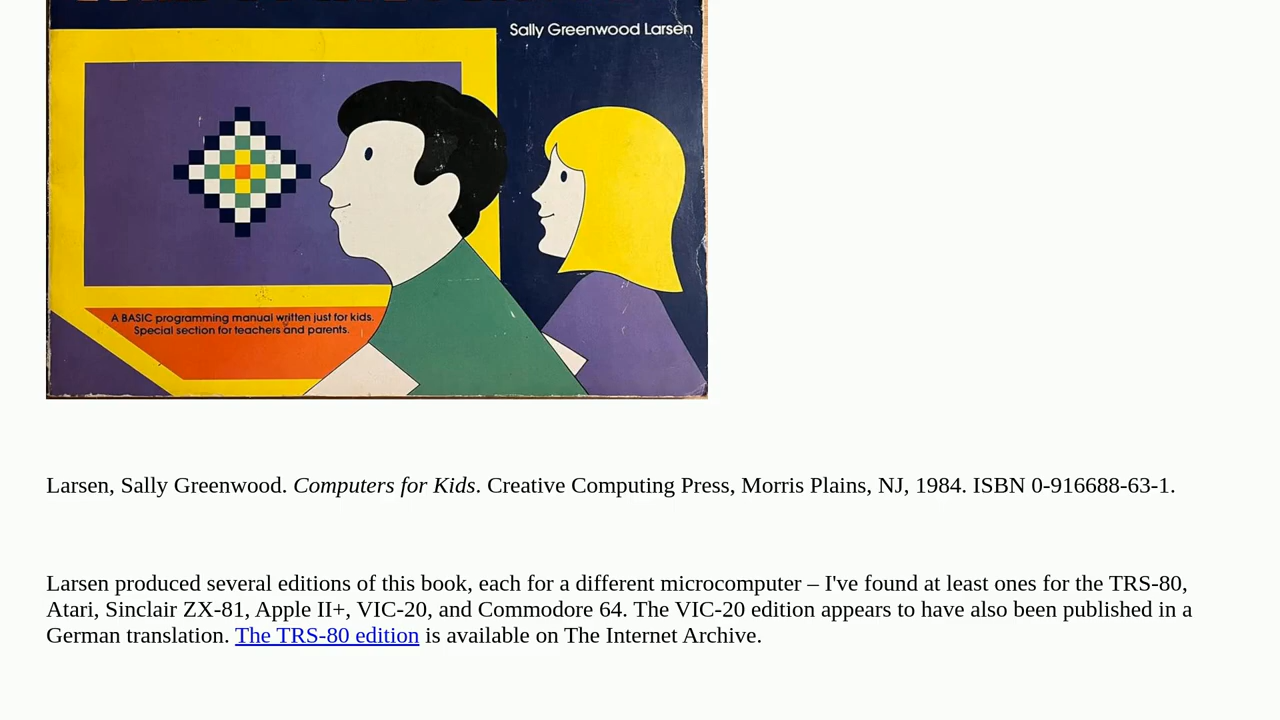 Sally Greenwood Larsen
A BASIC programming manual written just for kids.
Special section for teachers and parents.
Larsen, Sally Greenwood. Computers for Kids. Creative Computing Press, Morris Plains, NJ, 1984. ISBN 0-916688-63-1.
Larsen produced several editions of this book, each for a different microcomputer – I've found at least ones for the TRS-80,
Atari, Sinclair ZX-81, Apple II+, VIC-20, and Commodore 64. The VIC-20 edition appears to have also been published in a
German translation. The TRS-80 edition is available on The Internet Archive.